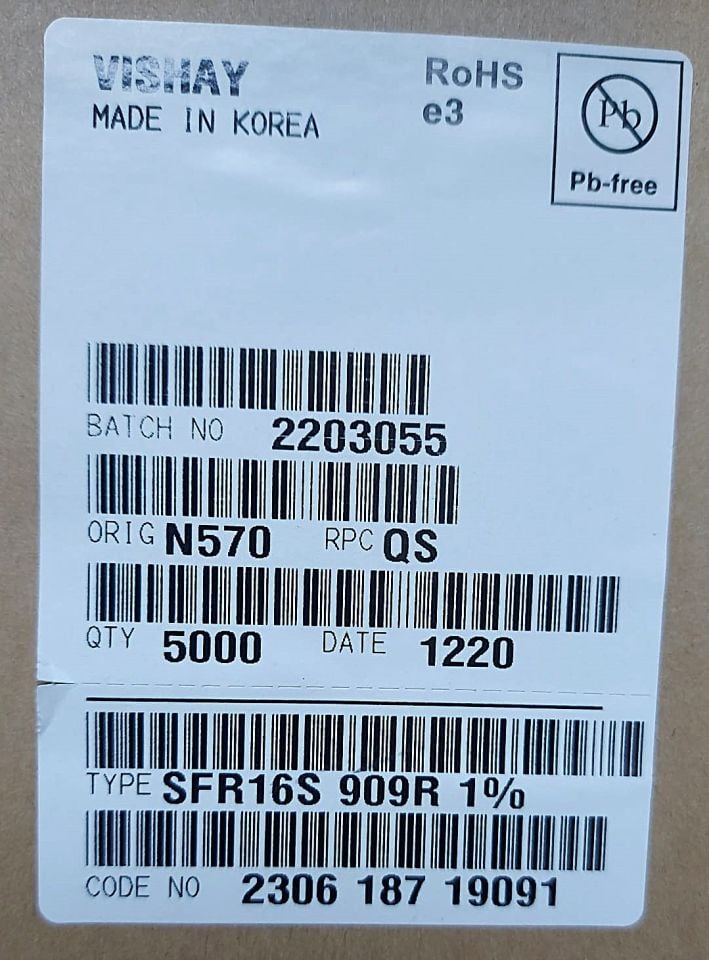 VISHAY
MADE IN KOREA
RoHS
e3
Pb
Pb-free
BATCH NO 2203055
ORIG N570 RPC QS
QTY 5000 DATE 1220
TYPE SFR16S 909R 1%
CODE NO 2306 187 19091